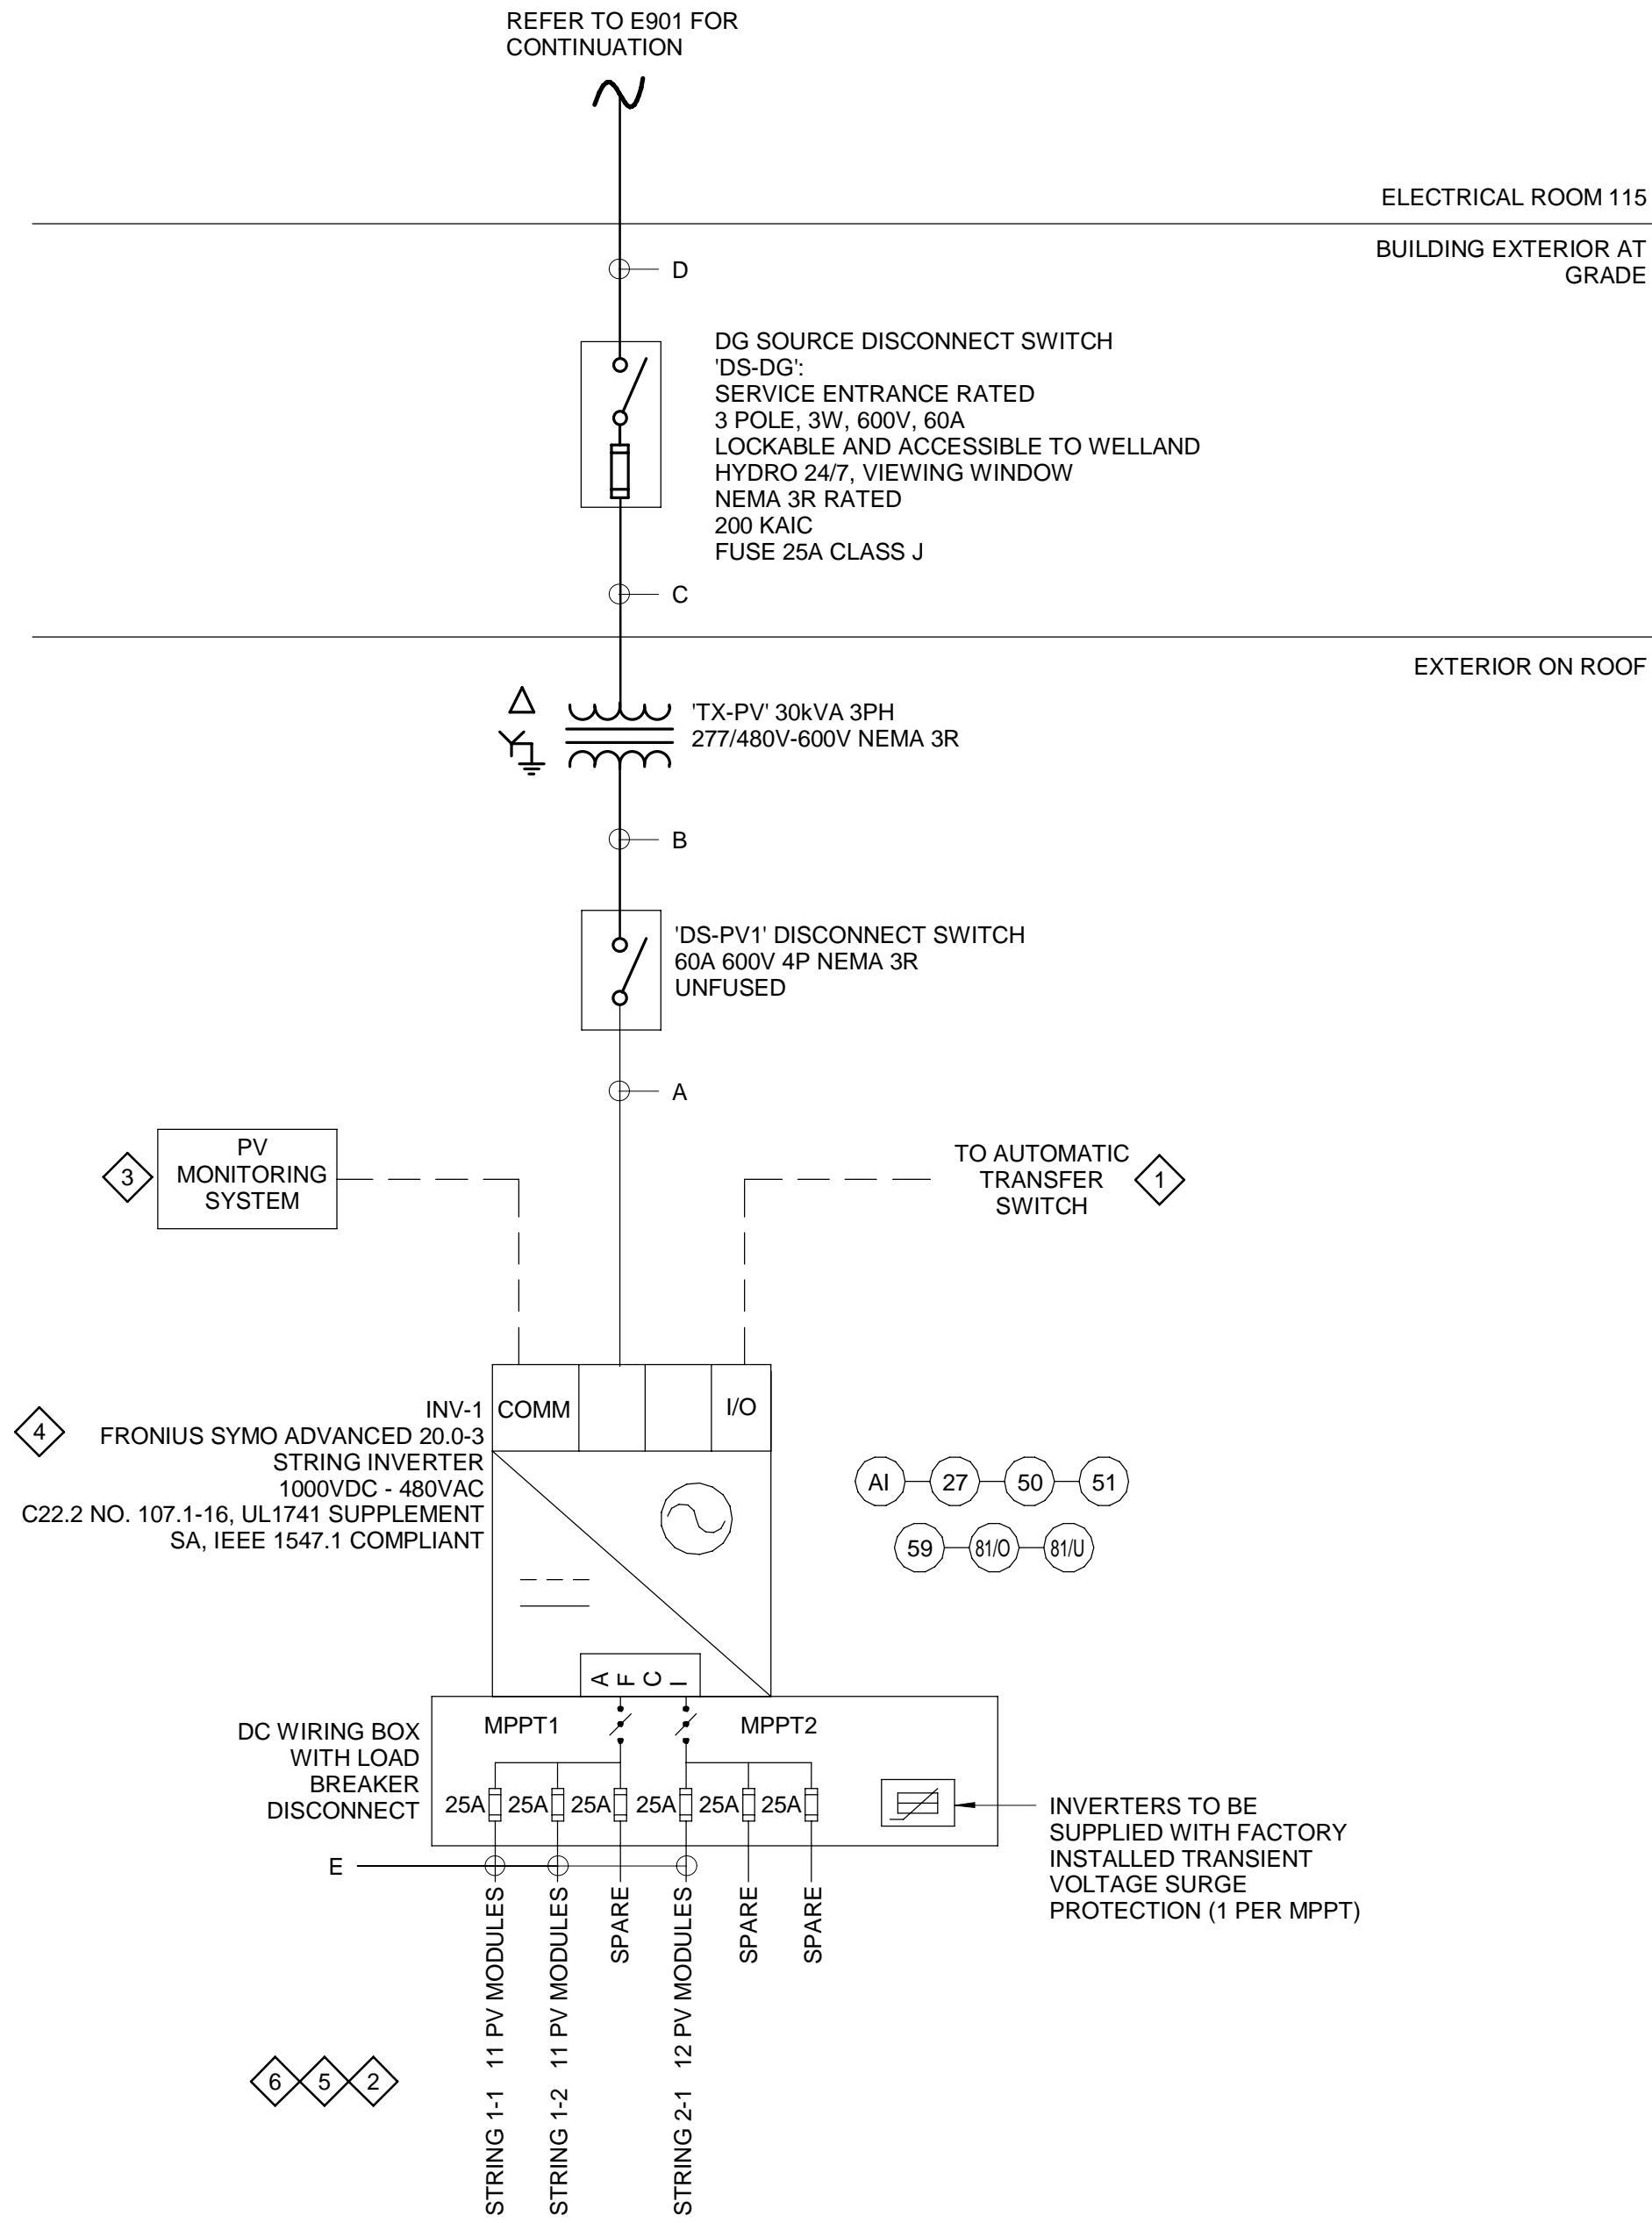 REFER TO E901 FOR
CONTINUATION
ELECTRICAL ROOM 115
BUILDING EXTERIOR AT
GRADE
D
DG SOURCE DISCONNECT SWITCH
'DS-DG':
SERVICE ENTRANCE RATED
3 POLE, 3W, 600V, 60A
LOCKABLE AND ACCESSIBLE TO WELLAND
HYDRO 24/7, VIEWING WINDOW
NEMA 3R RATED
200 KAIC
FUSE 25A CLASS J
C
EXTERIOR ON ROOF
'TX-PV' 30kVA 3PH
277/480V-600V NEMA 3R
B
'DS-PV1' DISCONNECT SWITCH
60A 600V 4P NEMA 3R
UNFUSED
A
3
PV
MONITORING
SYSTEM
TO AUTOMATIC
TRANSFER
SWITCH
1
4
INV-1
FRONIUS SYMO ADVANCED 20.0-3
STRING INVERTER
1000VDC - 480VAC
C22.2 NO. 107.1-16, UL1741 SUPPLEMENT
SA, IEEE 1547.1 COMPLIANT
COMM
I/O
AI 27 50 51
59 81/O 81/U
AFCI
DC WIRING BOX
WITH LOAD
BREAKER
DISCONNECT
MPPT1
MPPT2
25A 25A 25A 25A 25A 25A
INVERTERS TO BE
SUPPLIED WITH FACTORY
INSTALLED TRANSIENT
VOLTAGE SURGE
PROTECTION (1 PER MPPT)
E
STRING 1-1 11 PV MODULES
STRING 1-2 11 PV MODULES
SPARE
STRING 2-1 12 PV MODULES
SPARE
SPARE
6 5 2